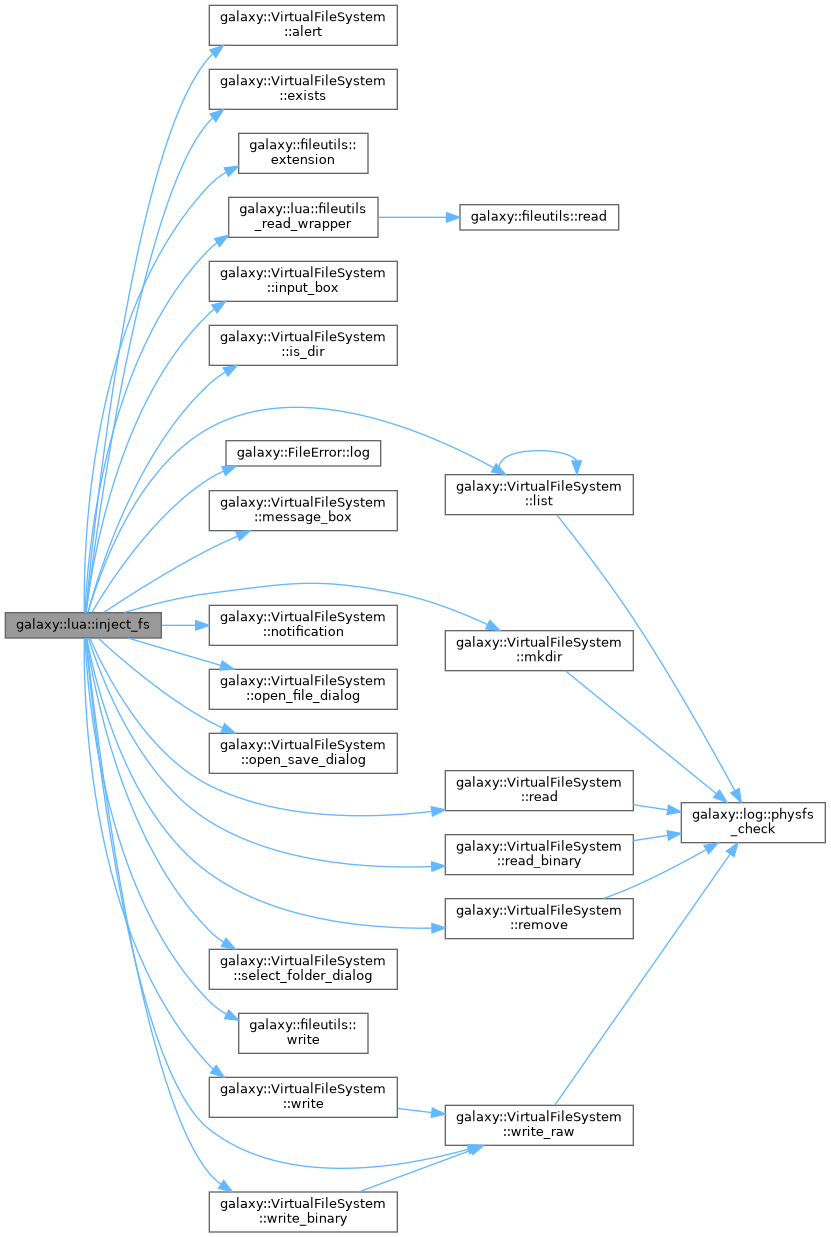 galaxy::VirtualFileSystem
::alert
galaxy::VirtualFileSystem
::exists
galaxy::fileutils::
extension
galaxy::lua::fileutils
_read_wrapper
galaxy::fileutils::read
galaxy::VirtualFileSystem
::input_box
galaxy::VirtualFileSystem
::is_dir
galaxy::FileError::log
galaxy::VirtualFileSystem
::list
galaxy::VirtualFileSystem
::message_box
galaxy::lua::inject_fs
galaxy::VirtualFileSystem
::notification
galaxy::VirtualFileSystem
::mkdir
galaxy::VirtualFileSystem
::open_file_dialog
galaxy::VirtualFileSystem
::open_save_dialog
galaxy::VirtualFileSystem
::read
galaxy::log::physfs
_check
galaxy::VirtualFileSystem
::read_binary
galaxy::VirtualFileSystem
::remove
galaxy::VirtualFileSystem
::select_folder_dialog
galaxy::fileutils::
write
galaxy::VirtualFileSystem
::write
galaxy::VirtualFileSystem
::write_raw
galaxy::VirtualFileSystem
::write_binary